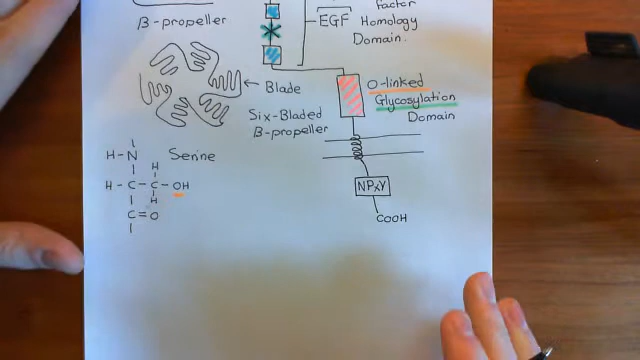 Factor
EGF Homology
Domain.
β-propeller
Blade
O-linked
Glycosylation
Domain
Six-Bladed
β-propeller
H-N Serine
H
H-C-C-OH
H
C=O
NPxY
COOH